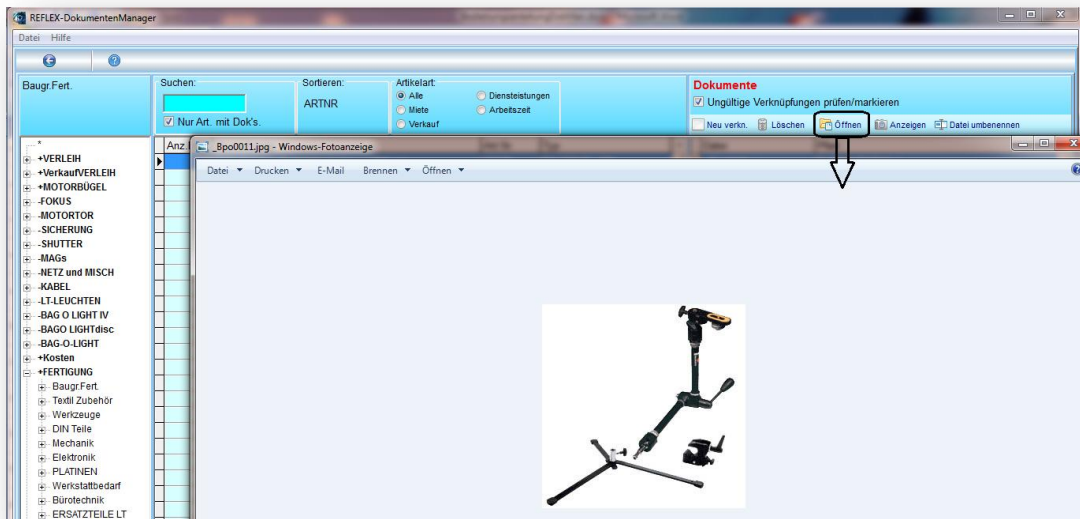 REFLEX-DokumentenManager
Datei Hilfe
Baugr.Fert.
Suchen:
Nur Art. mit Dok's.
Sortieren:
ARTNR
Artikelart:
Alle
Miete
Verkauf
Diensteistungen
Arbeitszeit
Dokumente
Ungültige Verknüpfungen prüfen/markieren
Neu verkn. Löschen Öffnen Anzeigen Datei umbenennen
*
+VERLEIH
+VerkaufVERLEIH
+MOTORBÜGEL
-FOKUS
-MOTORTOR
-SICHERUNG
-SHUTTER
-MAGs
-NETZ und MISCH
-KABEL
-LT-LEUCHTEN
-BAG O LIGHT IV
-BAGO LIGHTdisc
-BAG-O-LIGHT
+Kosten
+FERTIGUNG
Baugr.Fert.
Textil Zubehör
Werkzeuge
DIN Teile
Mechanik
Elektronik
PLATINEN
Werkstattbedarf
Bürotechnik
ERSATZTEILE LT
Anz.
_Bpo0011.jpg - Windows-Fotoanzeige
Datei Drucken E-Mail Brennen Öffnen